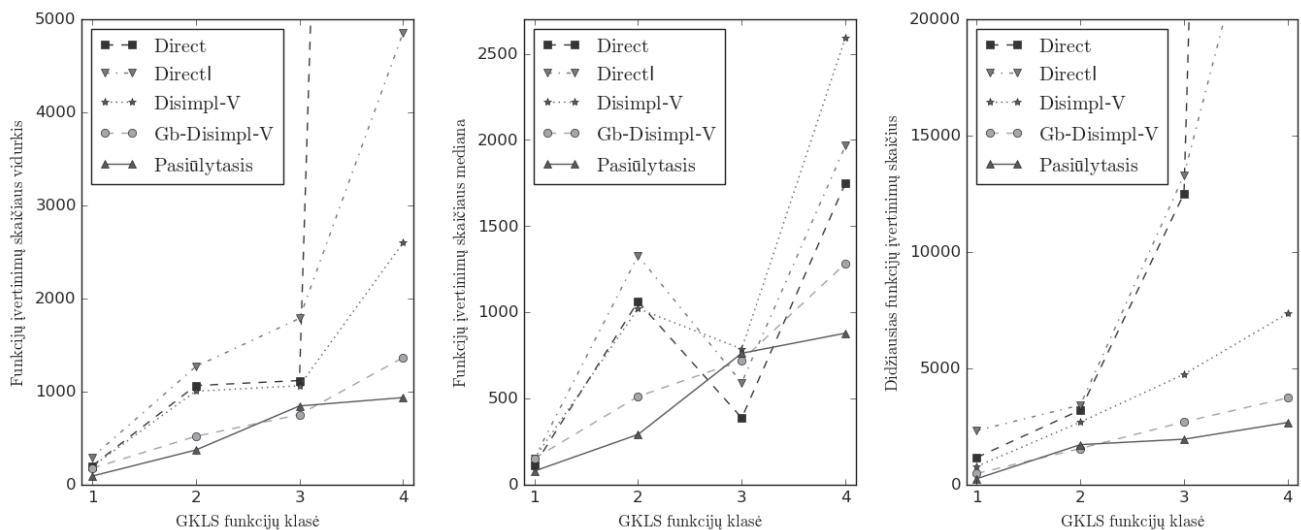 Funkcijų įvertinimų skaičiaus vidurkis
5000
4000
3000
2000
1000
0
Direct
Directl
Disimpl-V
Gb-Disimpl-V
Pasiūlytasis
1 2 3 4
GKLS funkcijų klasė
Funkcijų įvertinimų skaičiaus mediana
2500
2000
1500
1000
500
0
Direct
Directl
Disimpl-V
Gb-Disimpl-V
Pasiūlytasis
1 2 3 4
GKLS funkcijų klasė
Didžiausias funkcijų įvertinimų skaičius
20000
15000
10000
5000
0
Direct
Directl
Disimpl-V
Gb-Disimpl-V
Pasiūlytasis
1 2 3 4
GKLS funkcijų klasė